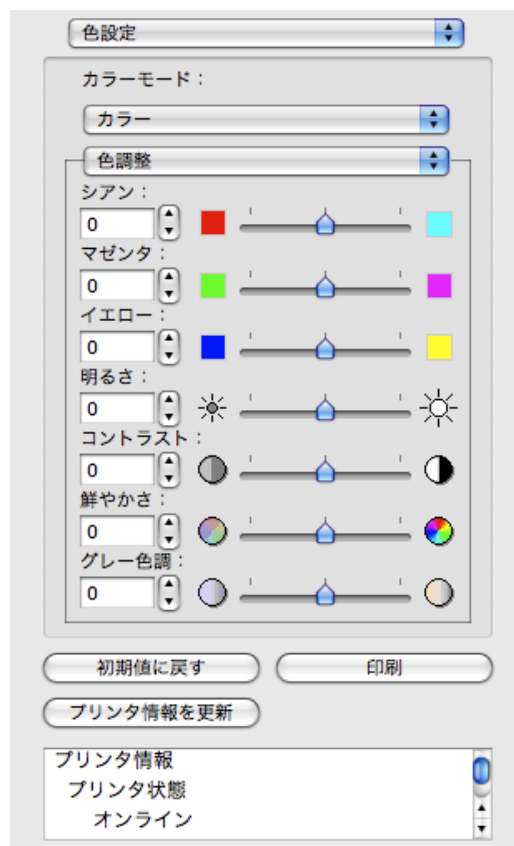 色設定
カラーモード：
カラー
色調整
シアン：
0
マゼンタ：
0
イエロー：
0
明るさ：
0
コントラスト：
0
鮮やかさ：
0
グレー色調：
0
初期値に戻す 印刷
プリンタ情報を更新
プリンタ情報
プリンタ状態
オンライン